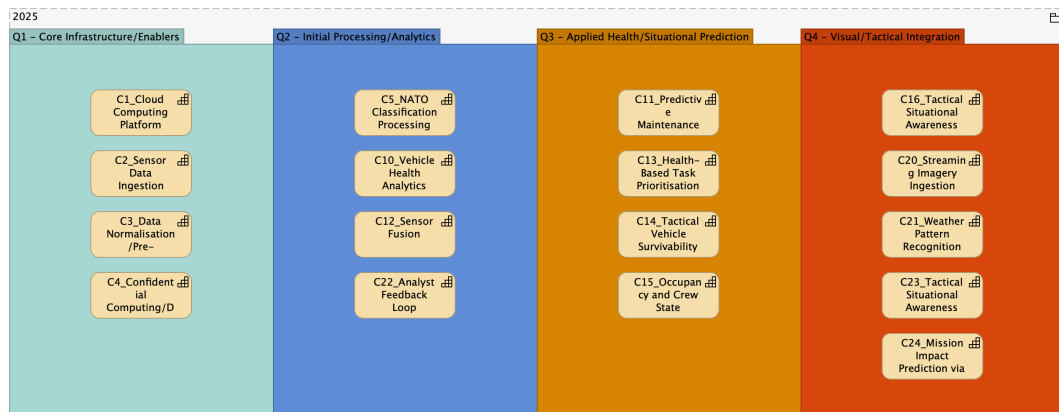 2025
Q1 – Core Infrastructure/Enablers
C1_Cloud
Computing
Platform
C2_Sensor
Data
Ingestion
C3_Data
Normalisation
/Pre-
C4_Confident
ial
Computing/D
Q2 – Initial Processing/Analytics
C5_NATO
Classification
Processing
C10_Vehicle
Health
Analytics
C12_Sensor
Fusion
C22_Analyst
Feedback
Loop
Q3 – Applied Health/Situational Prediction
C11_Predictiv
e
Maintenance
C13_Health-
Based Task
Prioritisation
C14_Tactical
Vehicle
Survivability
C15_Occupan
cy and Crew
State
Q4 – Visual/Tactical Integration
C16_Tactical
Situational
Awareness
C20_Streamin
g Imagery
Ingestion
C21_Weather
Pattern
Recognition
C23_Tactical
Situational
Awareness
C24_Mission
Impact
Prediction via